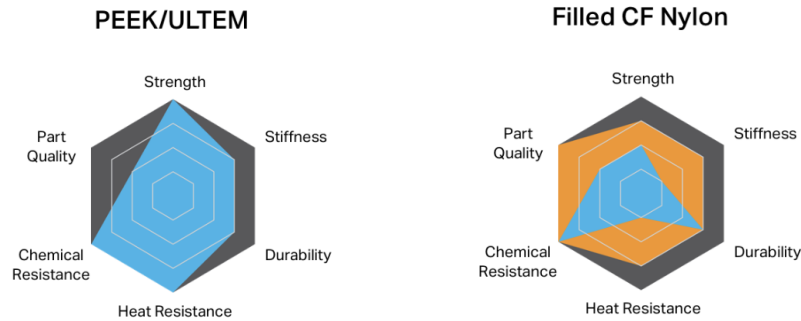 PEEK/ULTEM
Strength
Part
Quality
Stiffness
Chemical
Resistance
Durability
Heat Resistance
Filled CF Nylon
Strength
Part
Quality
Stiffness
Chemical
Resistance
Durability
Heat Resistance